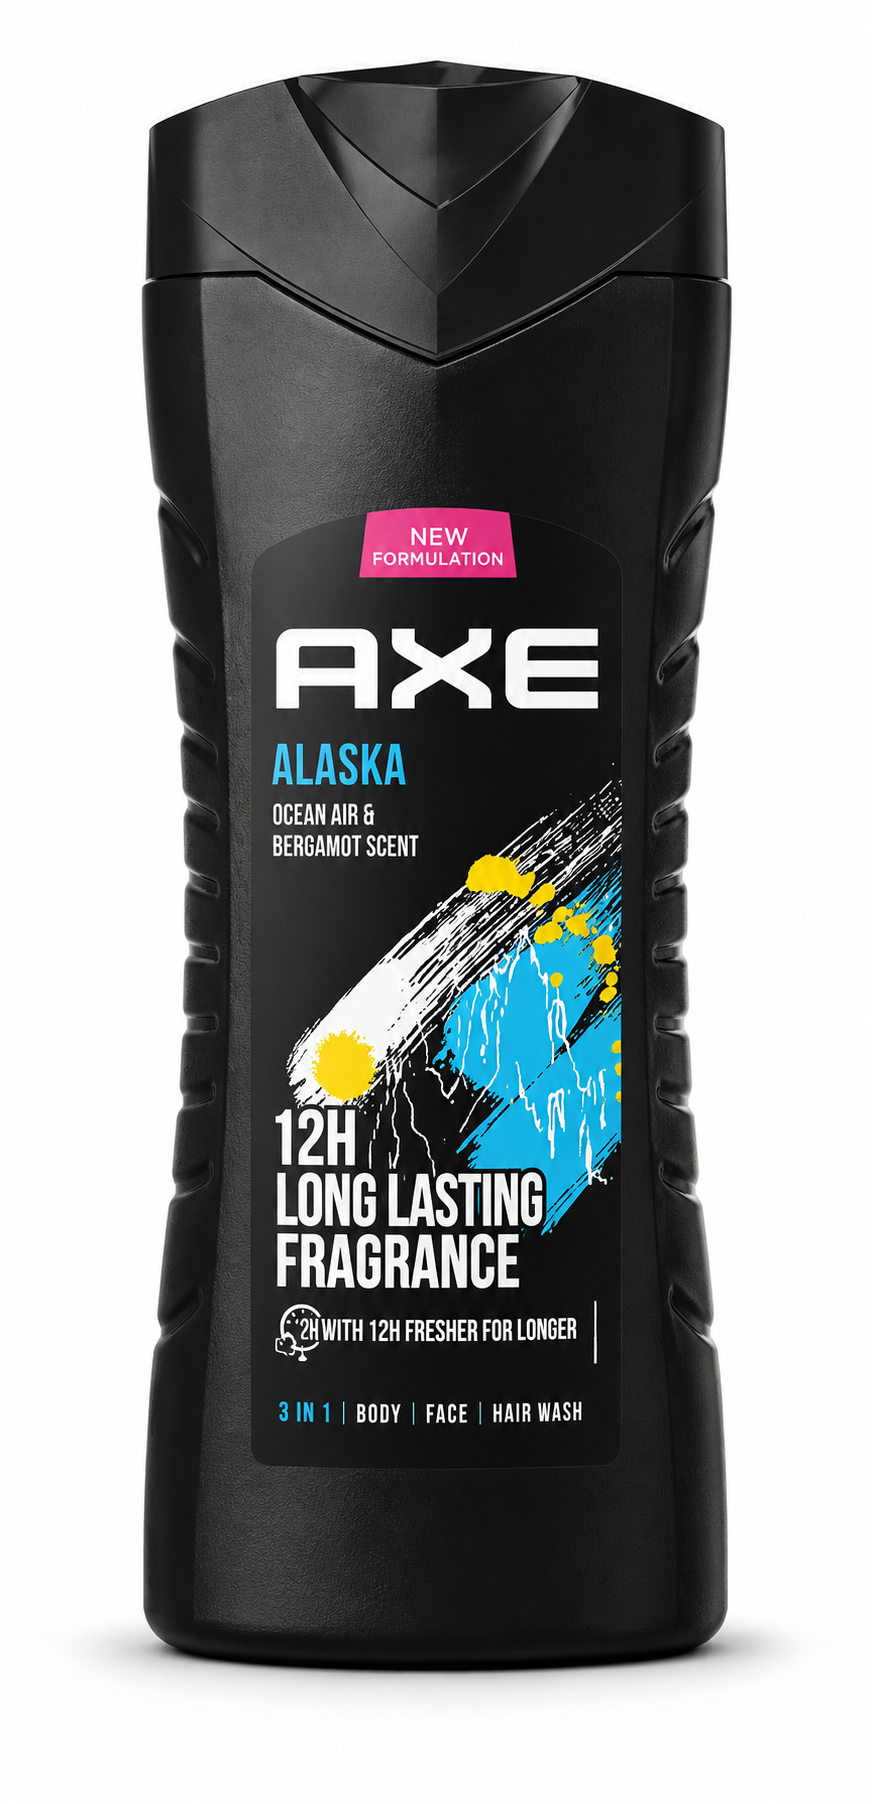 NEW
FORMULATION
AXE
ALASKA
OCEAN AIR &
BERGAMOT SCENT
12H
LONG LASTING
FRAGRANCE
2H WITH 12H FRESHER FOR LONGER
3 IN 1 | BODY | FACE | HAIR WASH